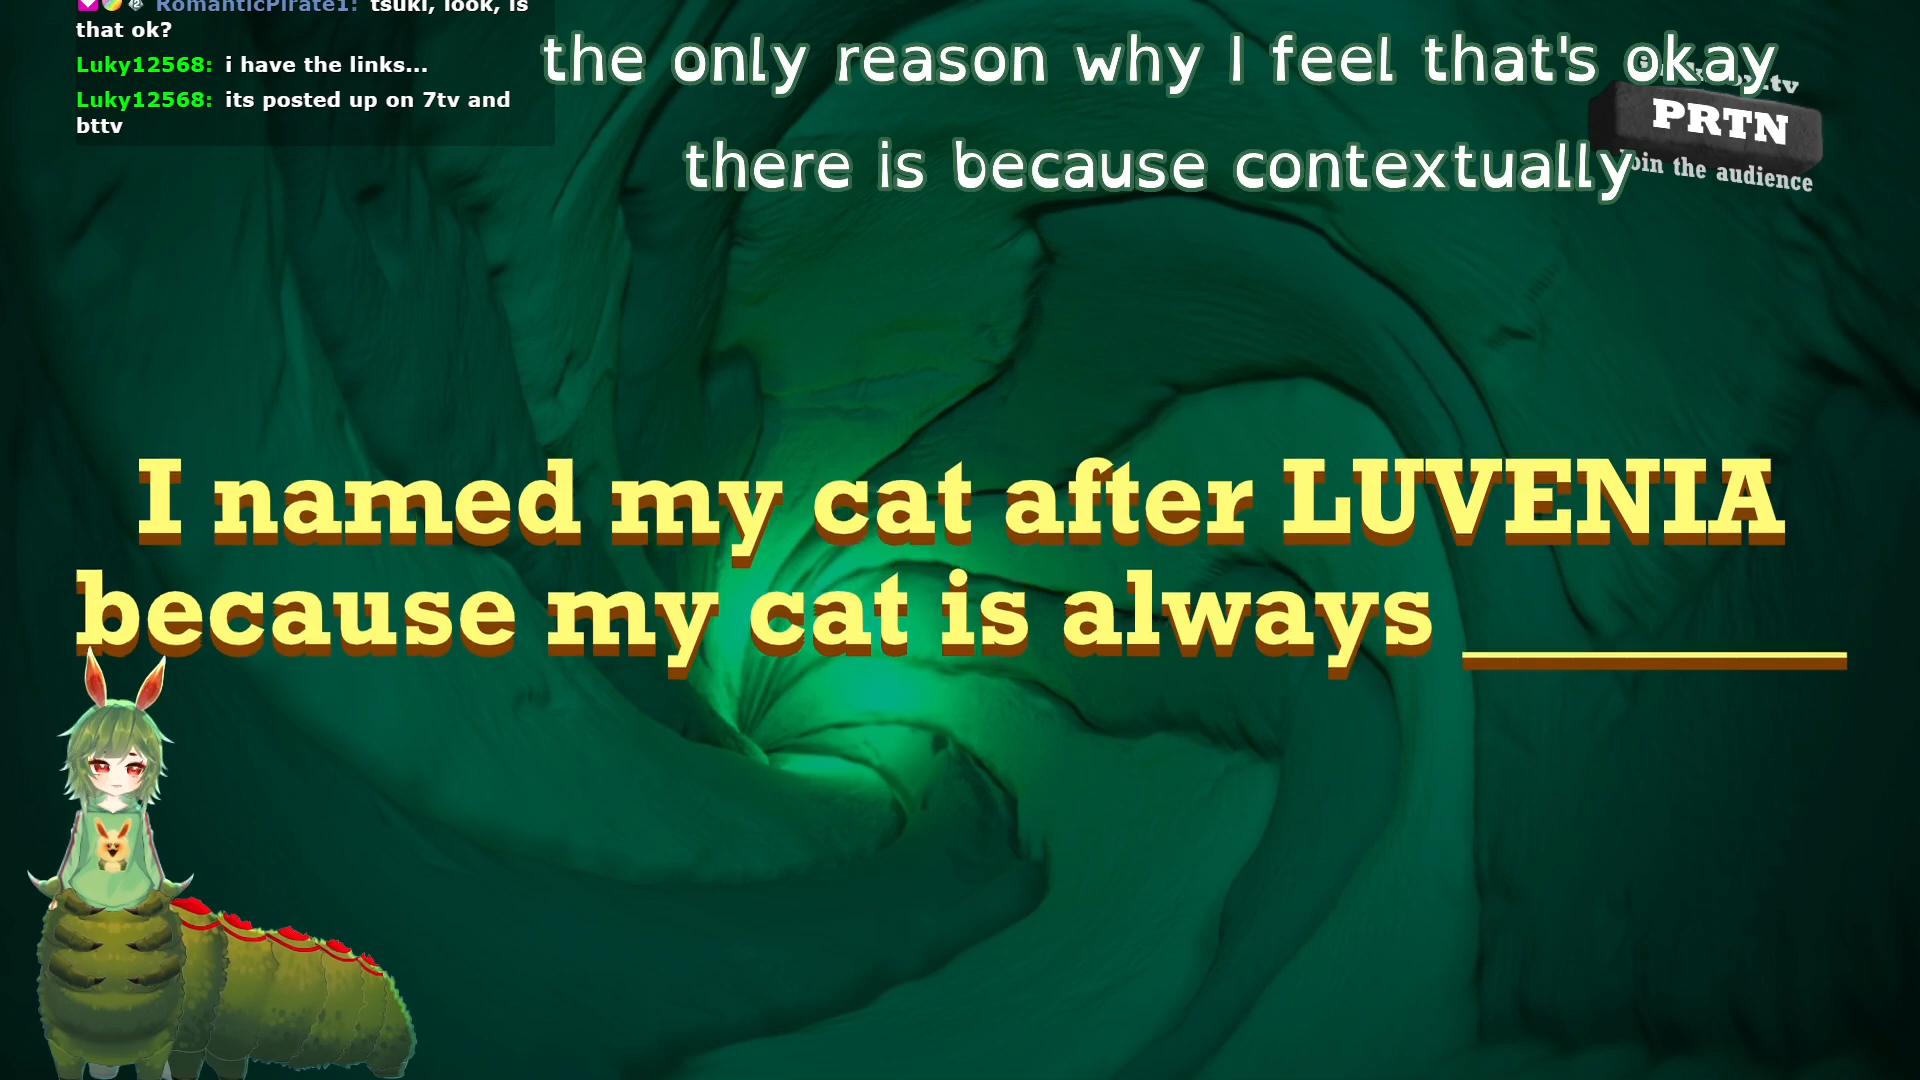 RomanticPirate1: tsuki, look, is
that ok?
Luky12568: i have the links...
Luky12568: its posted up on 7tv and
bttv
the only reason why I feel that's okay
there is because contextually
.tv
PRTN
join the audience
I named my cat after LUVENIA
because my cat is always ________